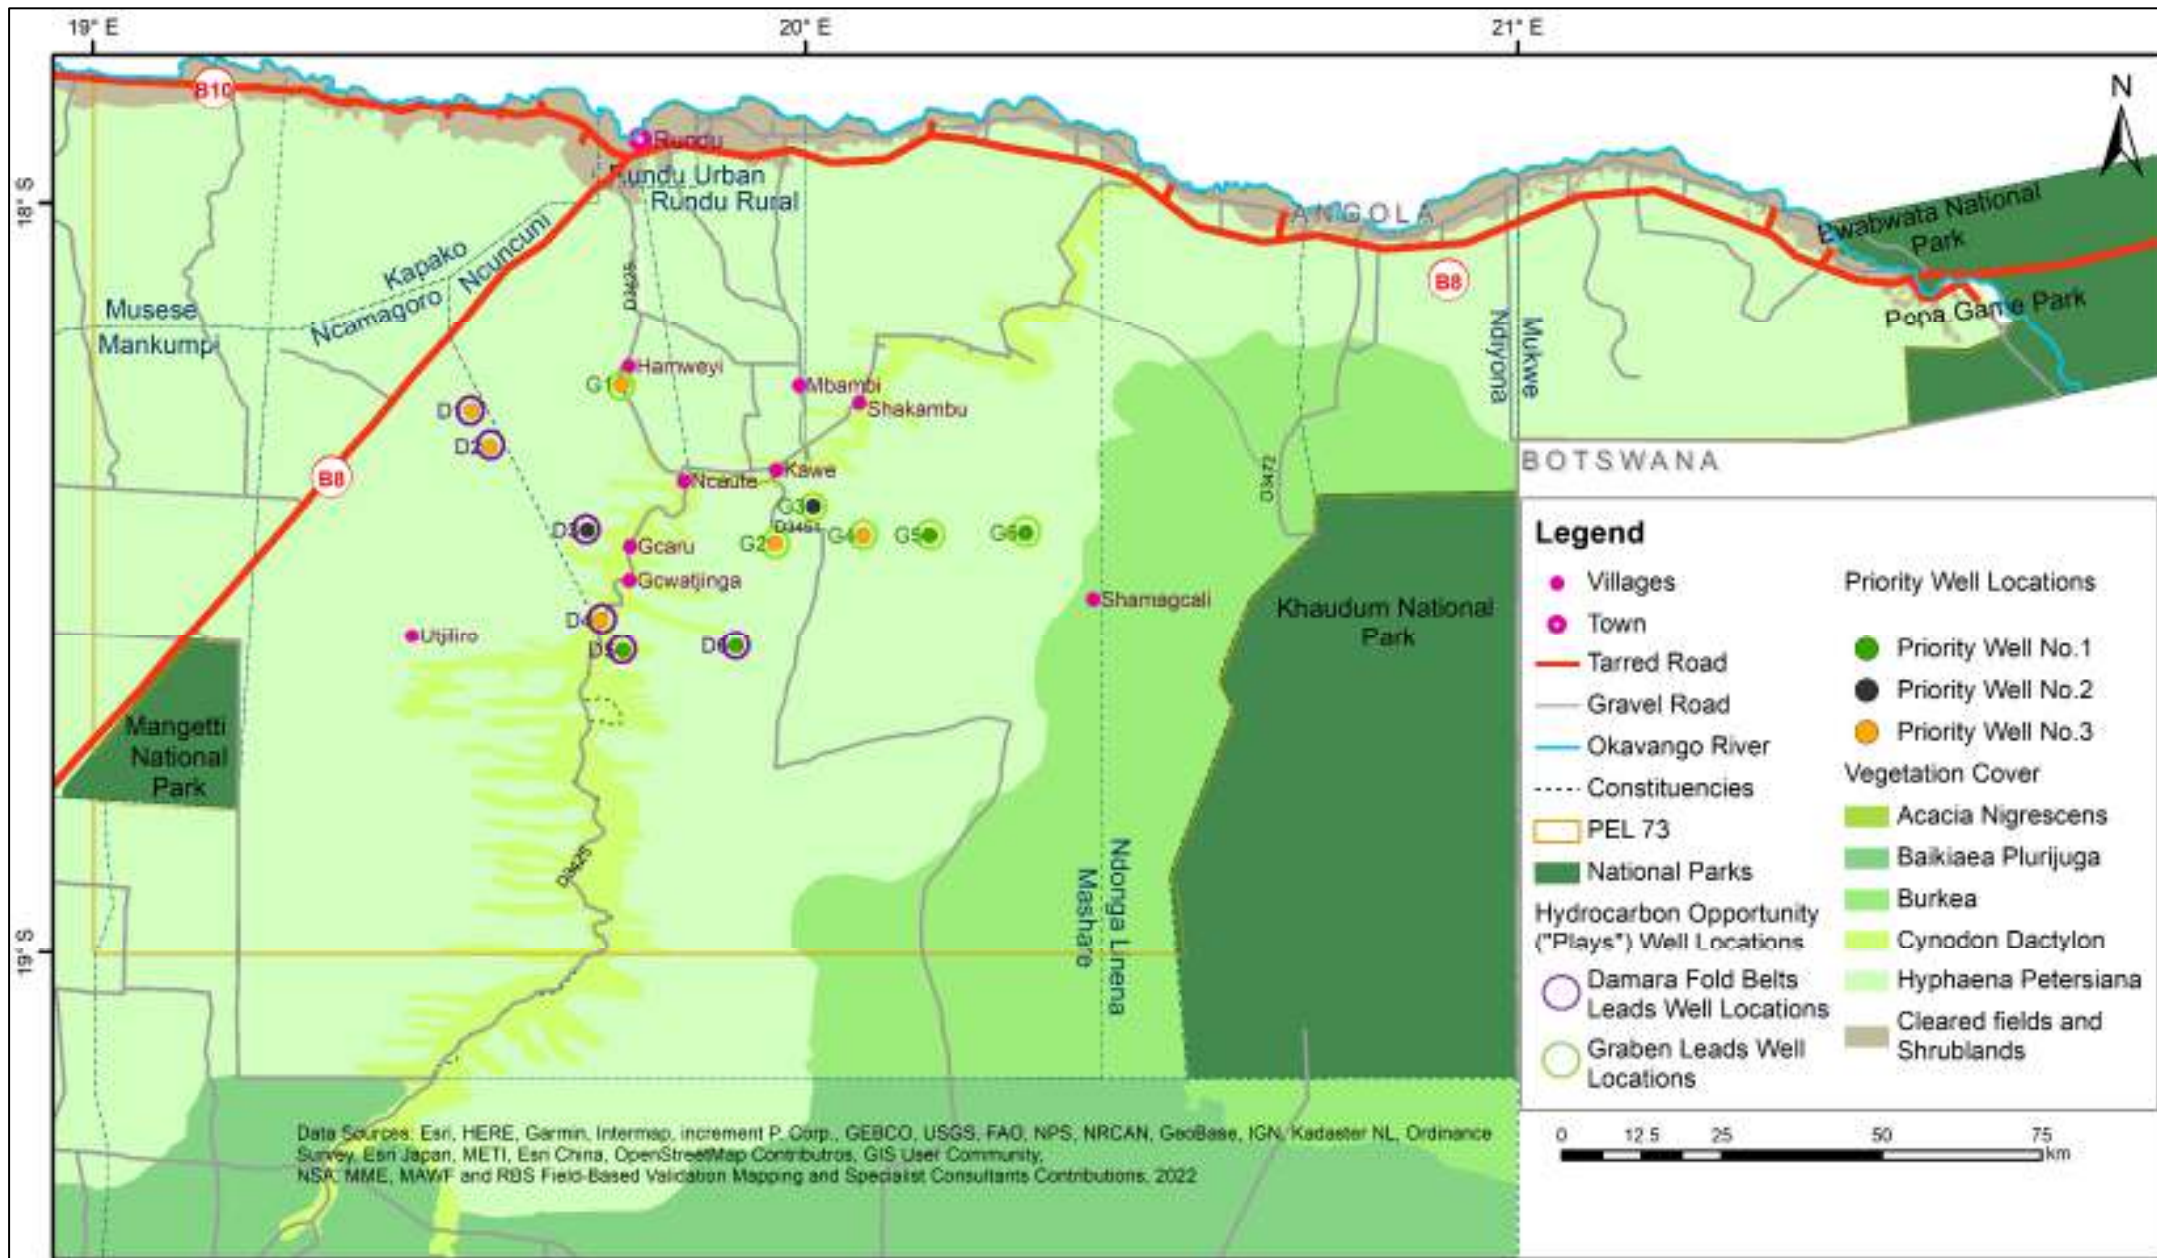 19° E
20° E
21° E
N
B10
Rundu
Rundu Urban
Rundu Rural
18° S
ANGOLA
Bwabwata National
Park
Kapako
Ncuncuni
D3425
B8
Musese
Ncamagoro
Mankumpi
Popa Game Park
Ndiyona
Mukwe
Hamweyi
G1
Mbambi
Shakambu
D1
D2
BOTSWANA
B8
Kawe
Ncaute
D3472
G3
D3451
D3
G2
G4
G5
G6
Gcaru
Gcwatjinga
Shamagcali
Khaudum National
Park
D4
Utjiliro
D5
D6
Mangetti
National
Park
D3425
Mashare
Ndonga Linena
19° S
Legend
Villages
Town
Tarred Road
Gravel Road
Okavango River
Constituencies
PEL 73
National Parks
Hydrocarbon Opportunity
("Plays") Well Locations
Damara Fold Belts
Leads Well Locations
Graben Leads Well
Locations
Priority Well Locations
Priority Well No.1
Priority Well No.2
Priority Well No.3
Vegetation Cover
Acacia Nigrescens
Baikiaea Plurijuga
Burkea
Cynodon Dactylon
Hyphaena Petersiana
Cleared fields and
Shrublands
0 12.5 25 50 75
km
Data Sources: Esri, HERE, Garmin, Intermap, increment P. Corp., GEBCO, USGS, FAO, NPS, NRCAN, GeoBase, IGN, Kadaster NL, Ordinance
Survey, Esri Japan, METI, Esri China, OpenStreetMap Contributros, GIS User Community,
NSA, MME, MAWF and RBS Field-Based Validation Mapping and Specialist Consultants Contributions, 2022